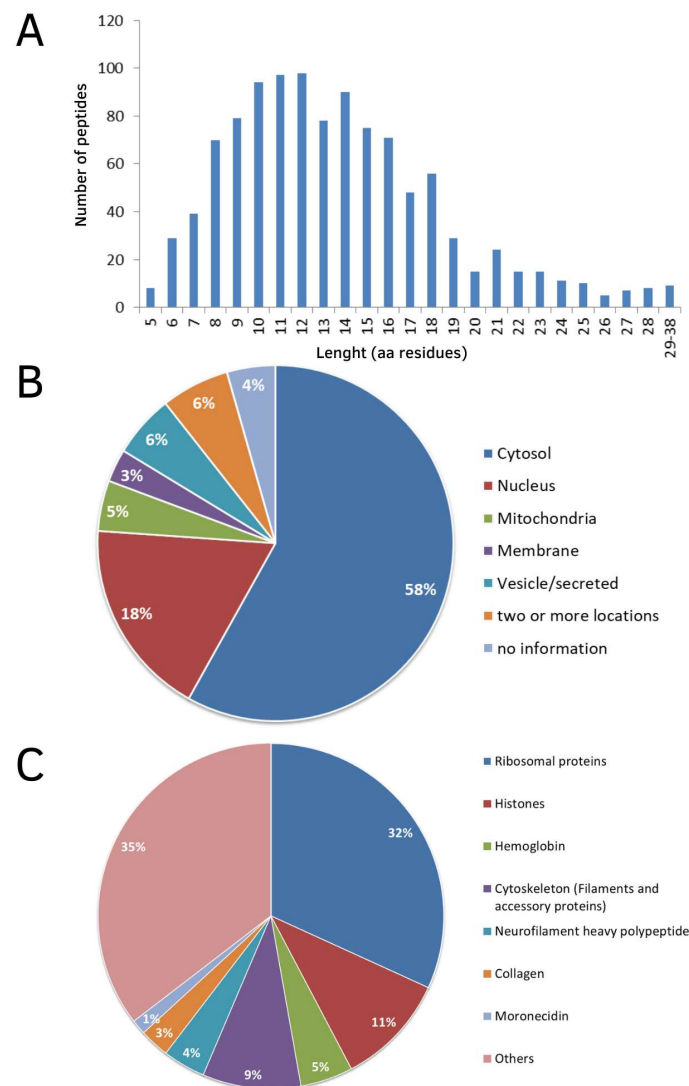 A
120
100
80
60
40
20
0
Number of peptides
5 6 7 8 9 10 11 12 13 14 15 16 17 18 19 20 21 22 23 24 25 26 27 28 29-38
Lenght (aa residues)
B
4%
6%
6%
3%
5%
18%
58%
Cytosol
Nucleus
Mitochondria
Membrane
Vesicle/secreted
two or more locations
no information
C
35%
32%
11%
5%
9%
4%
3%
1%
Ribosomal proteins
Histones
Hemoglobin
Cytoskeleton (Filaments and
accessory proteins)
Neurofilament heavy polypeptide
Collagen
Moronecidin
Others